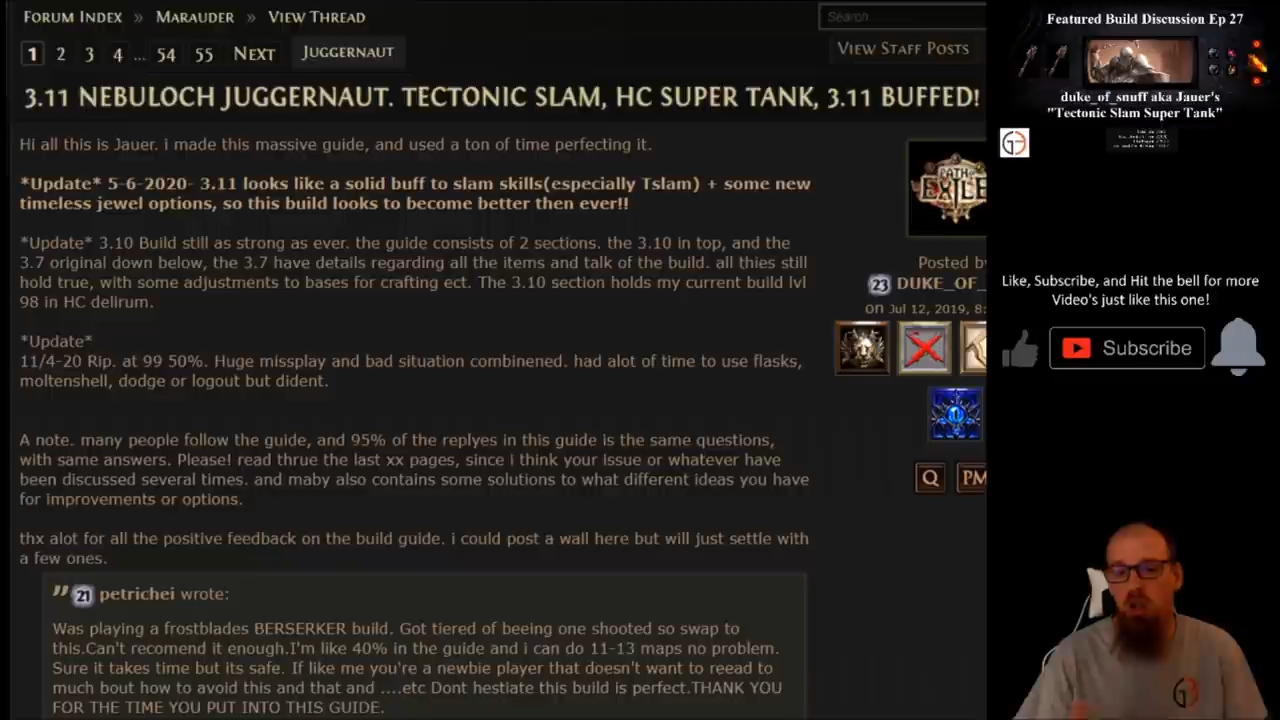 Forum Index » Marauder » View Thread
Search
1 2 3 4 ... 54 55 Next Juggernaut
View Staff Posts
3.11 NEBULOCH JUGGERNAUT. TECTONIC SLAM, HC SUPER TANK, 3.11 BUFFED!
Hi all this is Jauer. i made this massive guide, and used a ton of time perfecting it.
*Update* 5-6-2020- 3.11 looks like a solid buff to slam skills(especially Tslam) + some new
timeless jewel options, so this build looks to become better then ever!!
*Update* 3.10 Build still as strong as ever. the guide consists of 2 sections. the 3.10 in top, and the
3.7 original down below, the 3.7 have details regarding all the items and talk of the build. all thies still
hold true, with some adjustments to bases for crafting ect. The 3.10 section holds my current build lvl
98 in HC delirum.
*Update*
11/4-20 Rip. at 99 50%. Huge missplay and bad situation combined. had alot of time to use flasks,
moltenshell, dodge or logout but dident.
A note. many people follow the guide, and 95% of the replyes in this guide is the same questions,
with same answers. Please! read thrue the last xx pages, since i think your issue or whatever have
been discussed several times. and maby also contains some solutions to what different ideas you have
for improvements or options.
thx alot for all the positive feedback on the build guide. i could post a wall here but will just settle with
a few ones.
" 21 petrichei wrote:
Was playing a frostblades BERSERKER build. Got tiered of beeing one shooted so swap to
this.Can't recomend it enough.I'm like 40% in the guide and i can do 11-13 maps no problem.
Sure it takes time but its safe. If like me you're a newbie player that doesn't want to reead to
much bout how to avoid this and that and ....etc Dont hestiate this build is perfect.THANK YOU
FOR THE TIME YOU PUT INTO THIS GUIDE.
PATH OF
EXILE
Posted by
23 DUKE_OF_
on Jul 12, 2019, 8:
Q PM
Featured Build Discussion Ep 27
duke_of_snuff aka Jauer's
"Tectonic Slam Super Tank"
Like, Subscribe, and Hit the bell for more
Video's just like this one!
Subscribe